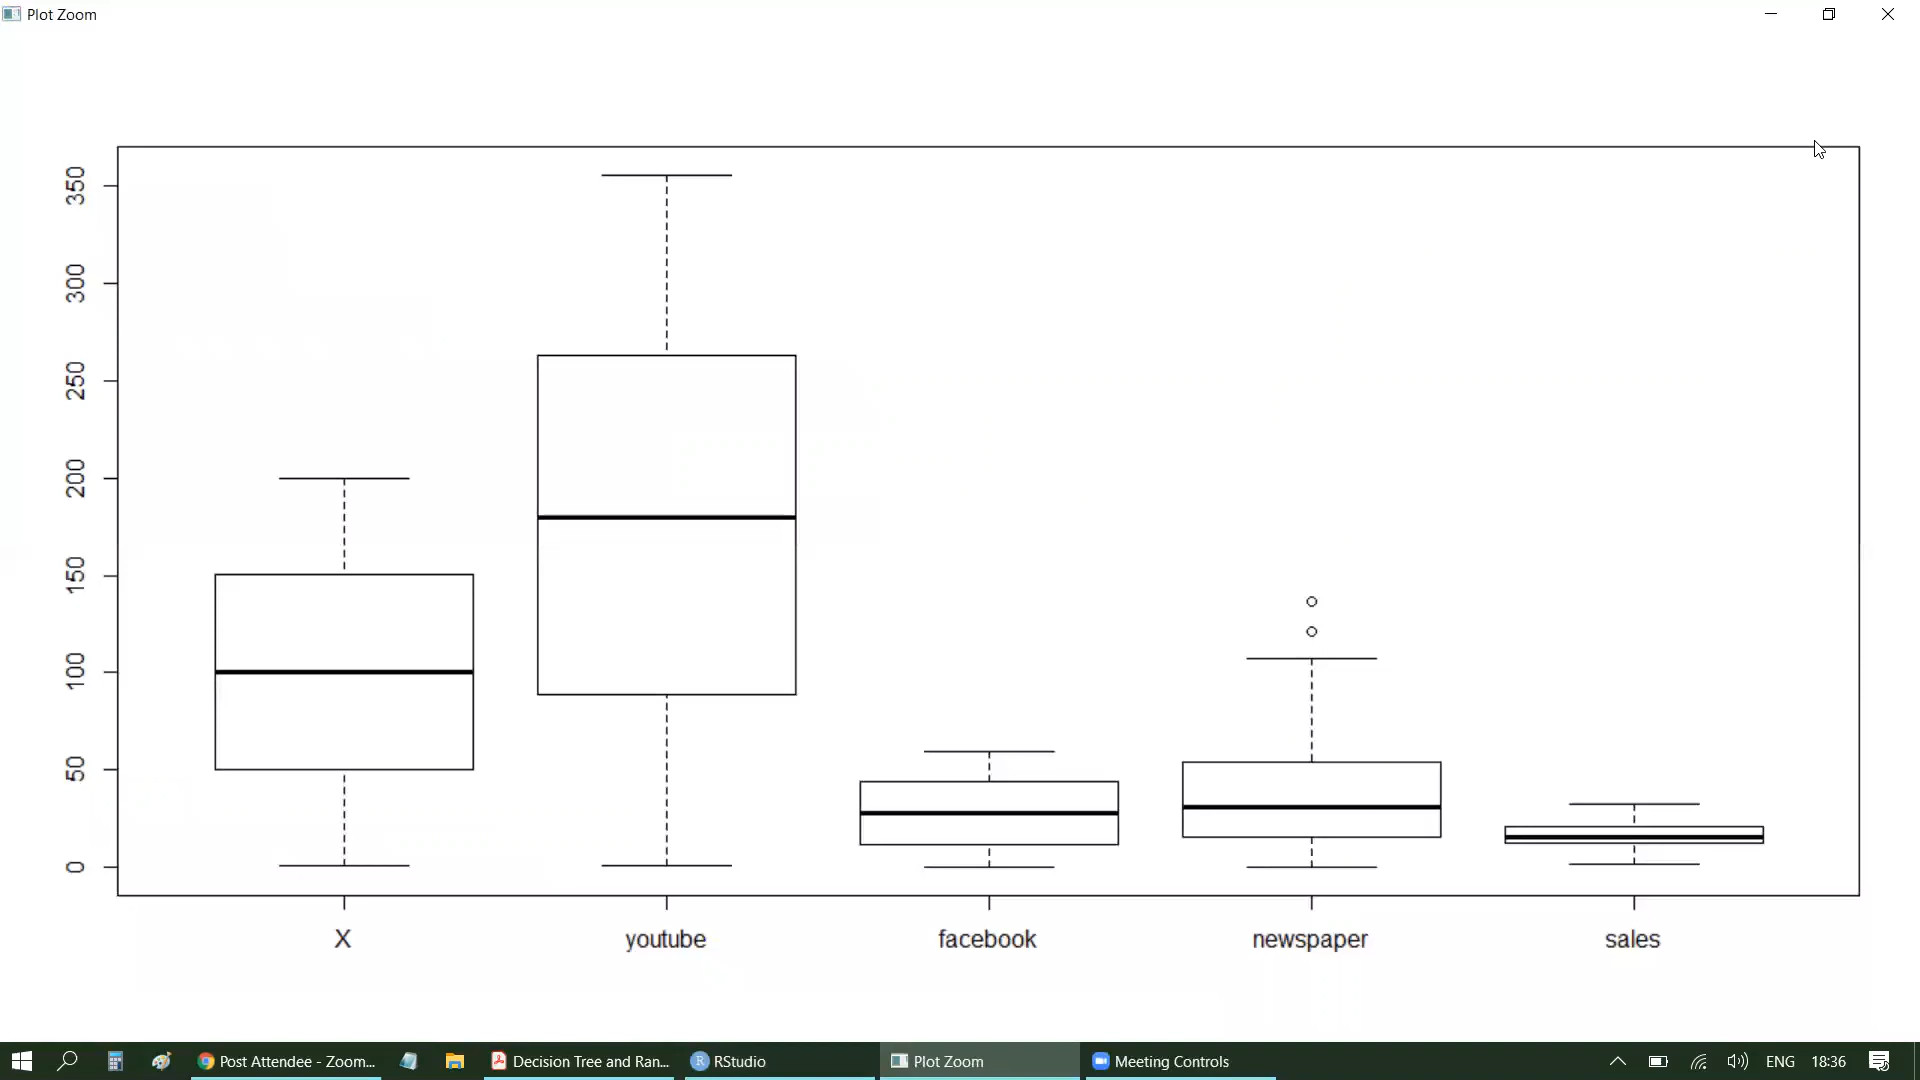 Plot Zoom
350
300
250
200
150
100
50
0
X youtube facebook newspaper sales
Post Attendee - Zoom... Decision Tree and Ran... RStudio Plot Zoom Meeting Controls ENG 18:36